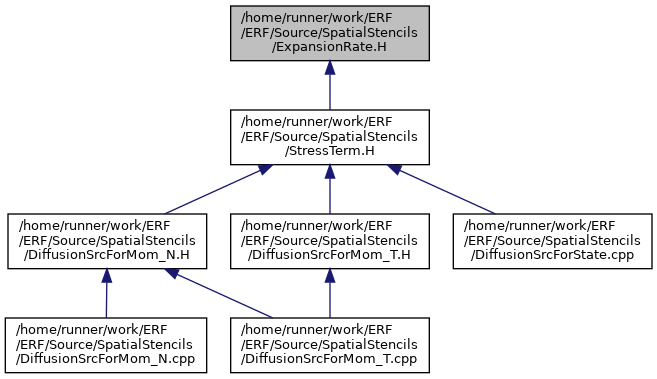 /home/runner/work/ERF
/ERF/Source/SpatialStencils
/ExpansionRate.H
/home/runner/work/ERF
/ERF/Source/SpatialStencils
/StressTerm.H
/home/runner/work/ERF
/ERF/Source/SpatialStencils
/DiffusionSrcForMom_N.H
/home/runner/work/ERF
/ERF/Source/SpatialStencils
/DiffusionSrcForMom_T.H
/home/runner/work/ERF
/ERF/Source/SpatialStencils
/DiffusionSrcForState.cpp
/home/runner/work/ERF
/ERF/Source/SpatialStencils
/DiffusionSrcForMom_N.cpp
/home/runner/work/ERF
/ERF/Source/SpatialStencils
/DiffusionSrcForMom_T.cpp